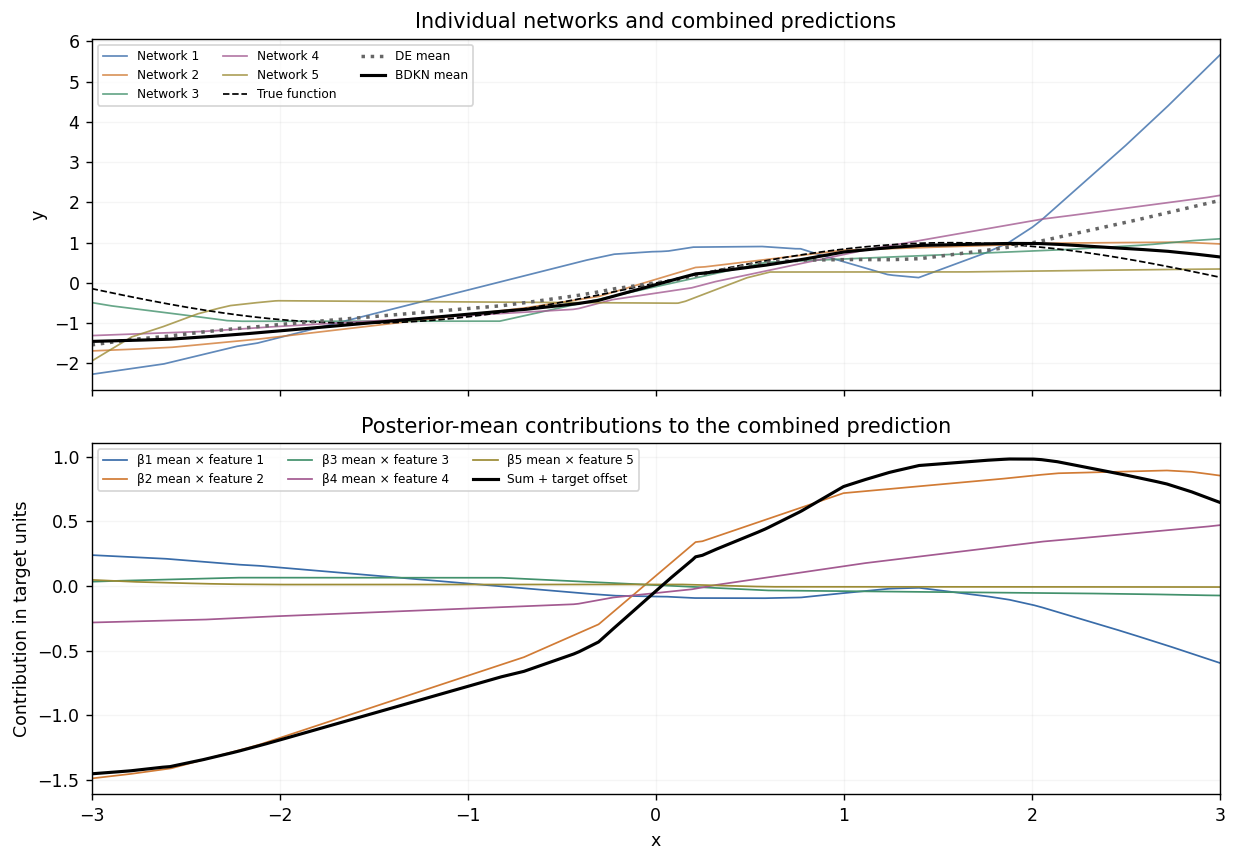 Individual networks and combined predictions
Network 1 Network 4 DE mean
Network 2 Network 5 BDKN mean
Network 3 True function
6
5
4
3
2
1
0
−1
−2
y
Posterior-mean contributions to the combined prediction
β1 mean × feature 1 β3 mean × feature 3 β5 mean × feature 5
β2 mean × feature 2 β4 mean × feature 4 Sum + target offset
1.0
0.5
0.0
−0.5
−1.0
−1.5
Contribution in target units
−3 −2 −1 0 1 2 3
x